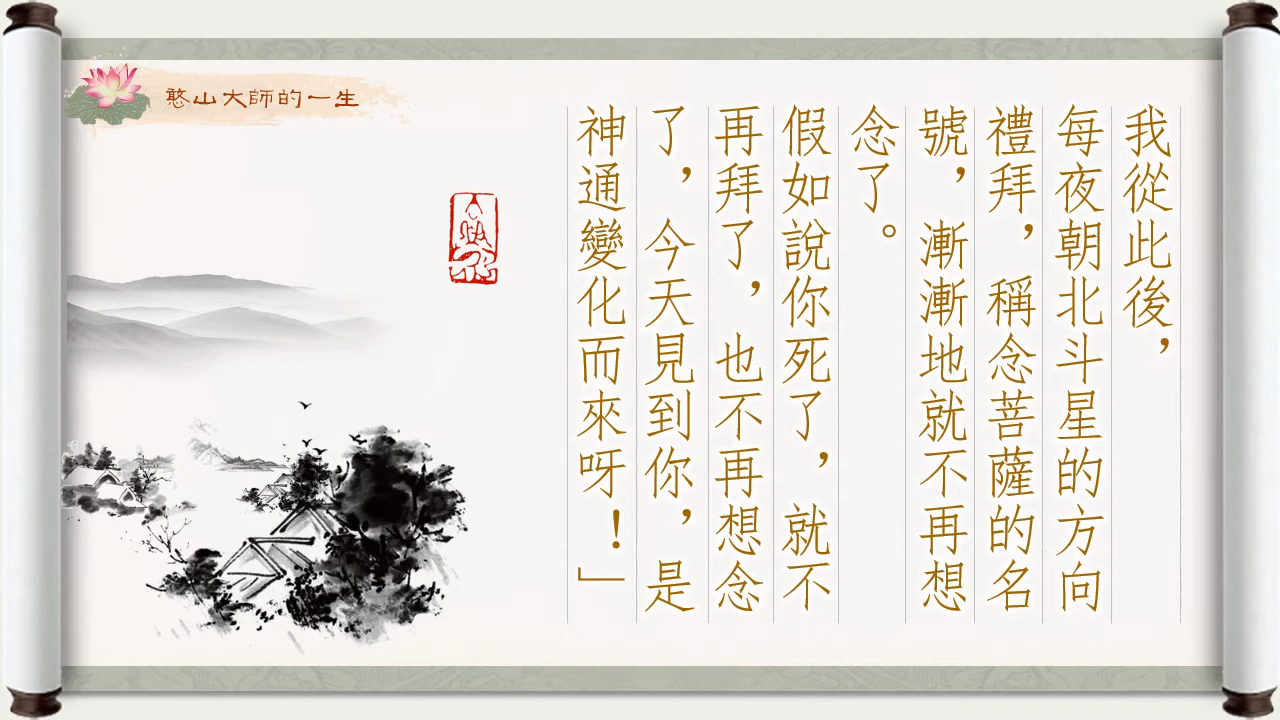 憨山大師的一生
我從此後，
每夜朝北斗星的方向
禮拜，稱念菩薩的名
號，漸漸地就不再想
念了。
假如說你死了，就不
再拜了，也不再想念
了，今天見到你，是
神通變化而來呀！」